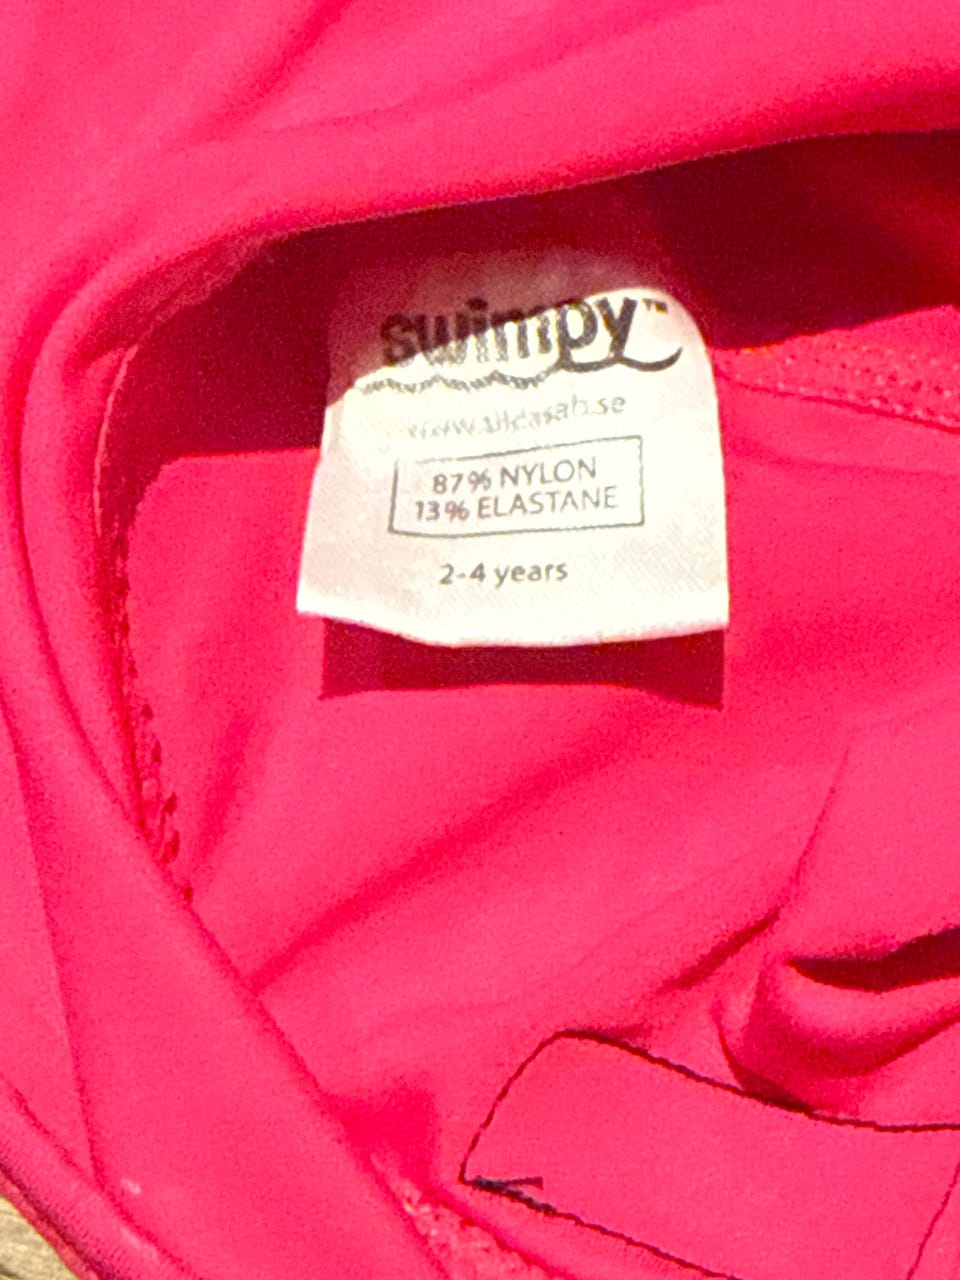 swimpy™
87% NYLON
13% ELASTANE
2-4 years